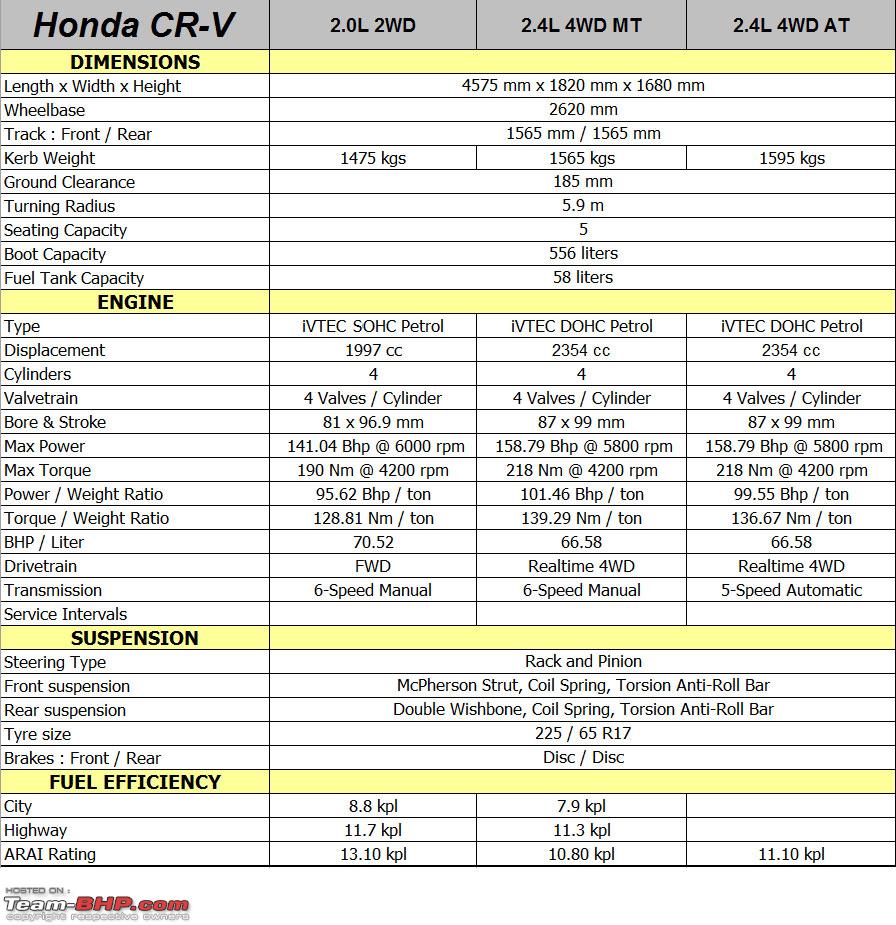 Honda CR-V 2.0L 2WD 2.4L 4WD MT 2.4L 4WD AT
DIMENSIONS
Length x Width x Height 4575 mm x 1820 mm x 1680 mm
Wheelbase 2620 mm
Track : Front / Rear 1565 mm / 1565 mm
Kerb Weight 1475 kgs 1565 kgs 1595 kgs
Ground Clearance 185 mm
Turning Radius 5.9 m
Seating Capacity 5
Boot Capacity 556 liters
Fuel Tank Capacity 58 liters
ENGINE
Type iVTEC SOHC Petrol iVTEC DOHC Petrol iVTEC DOHC Petrol
Displacement 1997 cc 2354 cc 2354 cc
Cylinders 4 4 4
Valvetrain 4 Valves / Cylinder 4 Valves / Cylinder 4 Valves / Cylinder
Bore & Stroke 81 x 96.9 mm 87 x 99 mm 87 x 99 mm
Max Power 141.04 Bhp @ 6000 rpm 158.79 Bhp @ 5800 rpm 158.79 Bhp @ 5800 rpm
Max Torque 190 Nm @ 4200 rpm 218 Nm @ 4200 rpm 218 Nm @ 4200 rpm
Power / Weight Ratio 95.62 Bhp / ton 101.46 Bhp / ton 99.55 Bhp / ton
Torque / Weight Ratio 128.81 Nm / ton 139.29 Nm / ton 136.67 Nm / ton
BHP / Liter 70.52 66.58 66.58
Drivetrain FWD Realtime 4WD Realtime 4WD
Transmission 6-Speed Manual 6-Speed Manual 5-Speed Automatic
Service Intervals
SUSPENSION
Steering Type Rack and Pinion
Front suspension McPherson Strut, Coil Spring, Torsion Anti-Roll Bar
Rear suspension Double Wishbone, Coil Spring, Torsion Anti-Roll Bar
Tyre size 225 / 65 R17
Brakes : Front / Rear Disc / Disc
FUEL EFFICIENCY
City 8.8 kpl 7.9 kpl
Highway 11.7 kpl 11.3 kpl
ARAI Rating 13.10 kpl 10.80 kpl 11.10 kpl
HOSTED ON :
Team-BHP.com
copyright respective owners